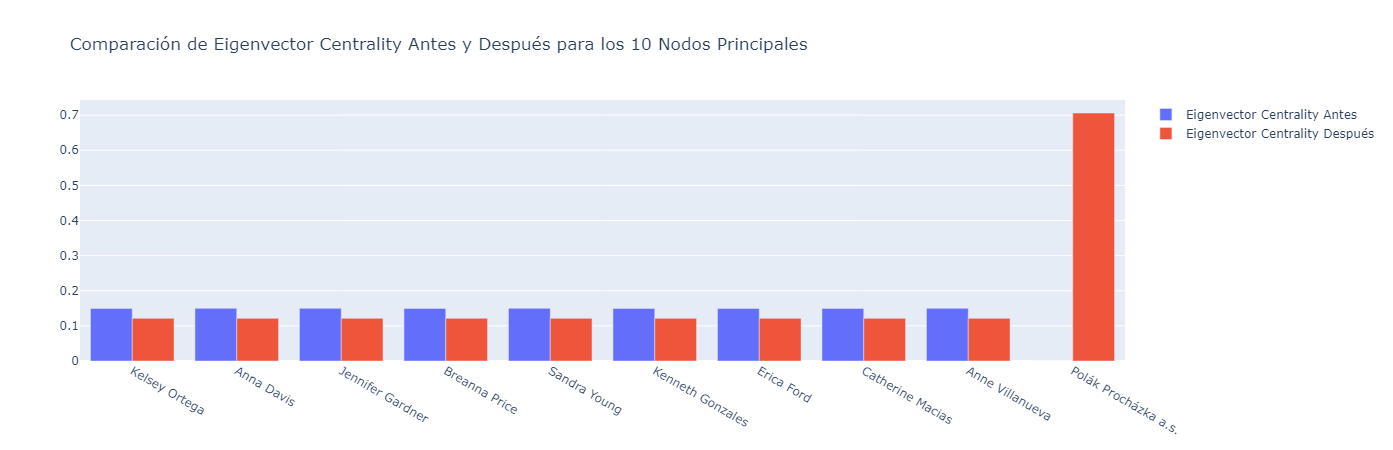 Comparación de Eigenvector Centrality Antes y Después para los 10 Nodos Principales
Eigenvector Centrality Antes
Eigenvector Centrality Después
0.7
0.6
0.5
0.4
0.3
0.2
0.1
0
Kelsey Ortega
Anna Davis
Jennifer Gardner
Breanna Price
Sandra Young
Kenneth Gonzales
Erica Ford
Catherine Macias
Anne Villanueva
Polák Procházka a.s.